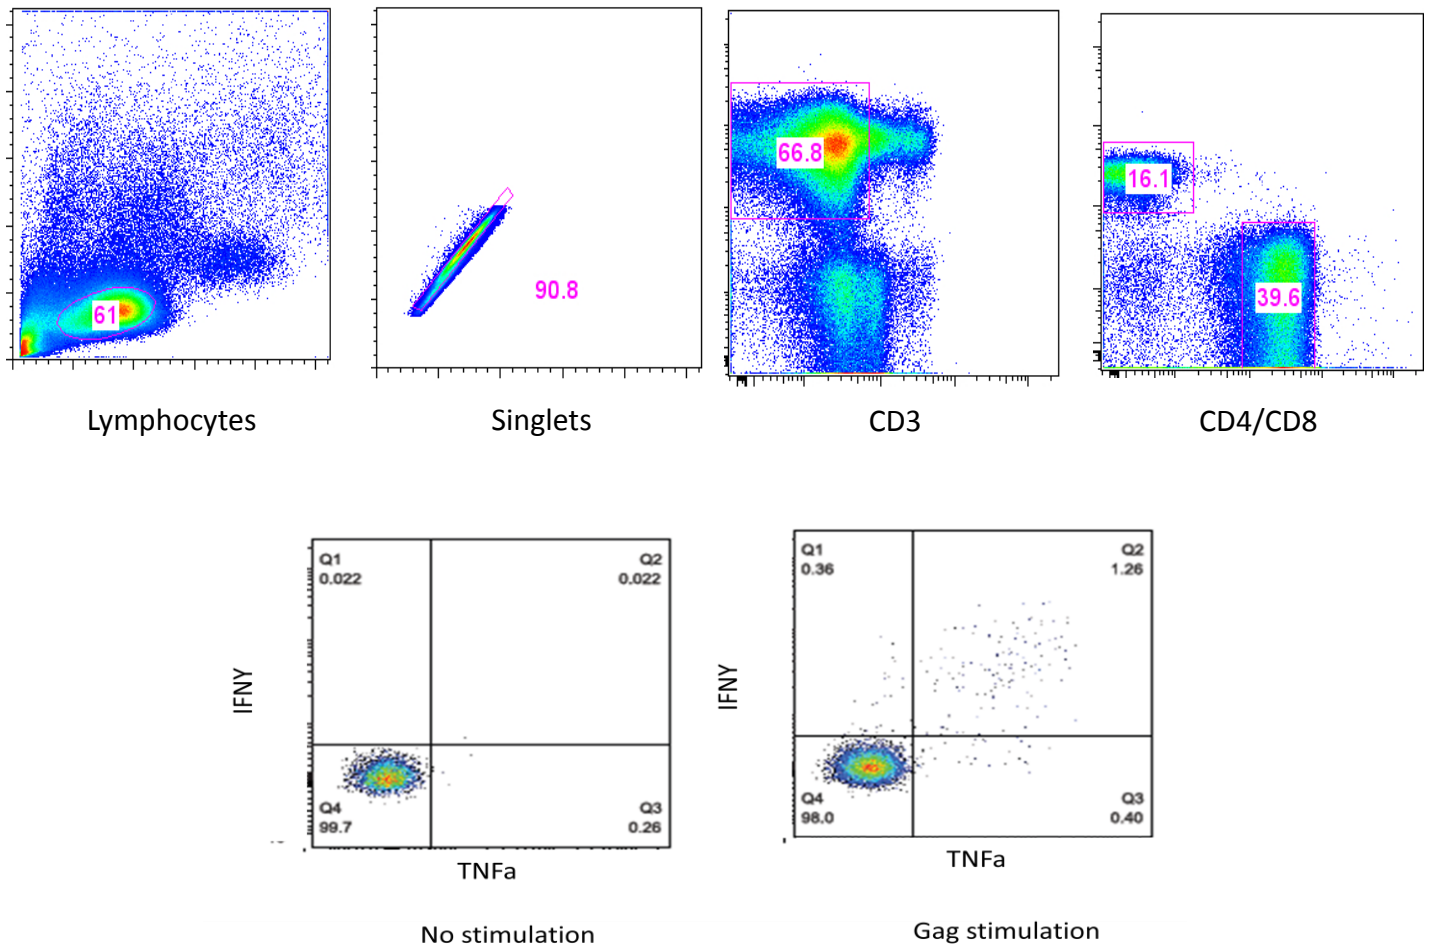 61
90.8
66.8
16.1
39.6
Lymphocytes
Singlets
CD3
CD4/CD8
Q1
0.022
Q2
0.022
IFNY
Q4
99.7
Q3
0.26
TNFa
No stimulation
Q1
0.36
Q2
1.26
IFNY
Q4
98.0
Q3
0.40
TNFa
Gag stimulation